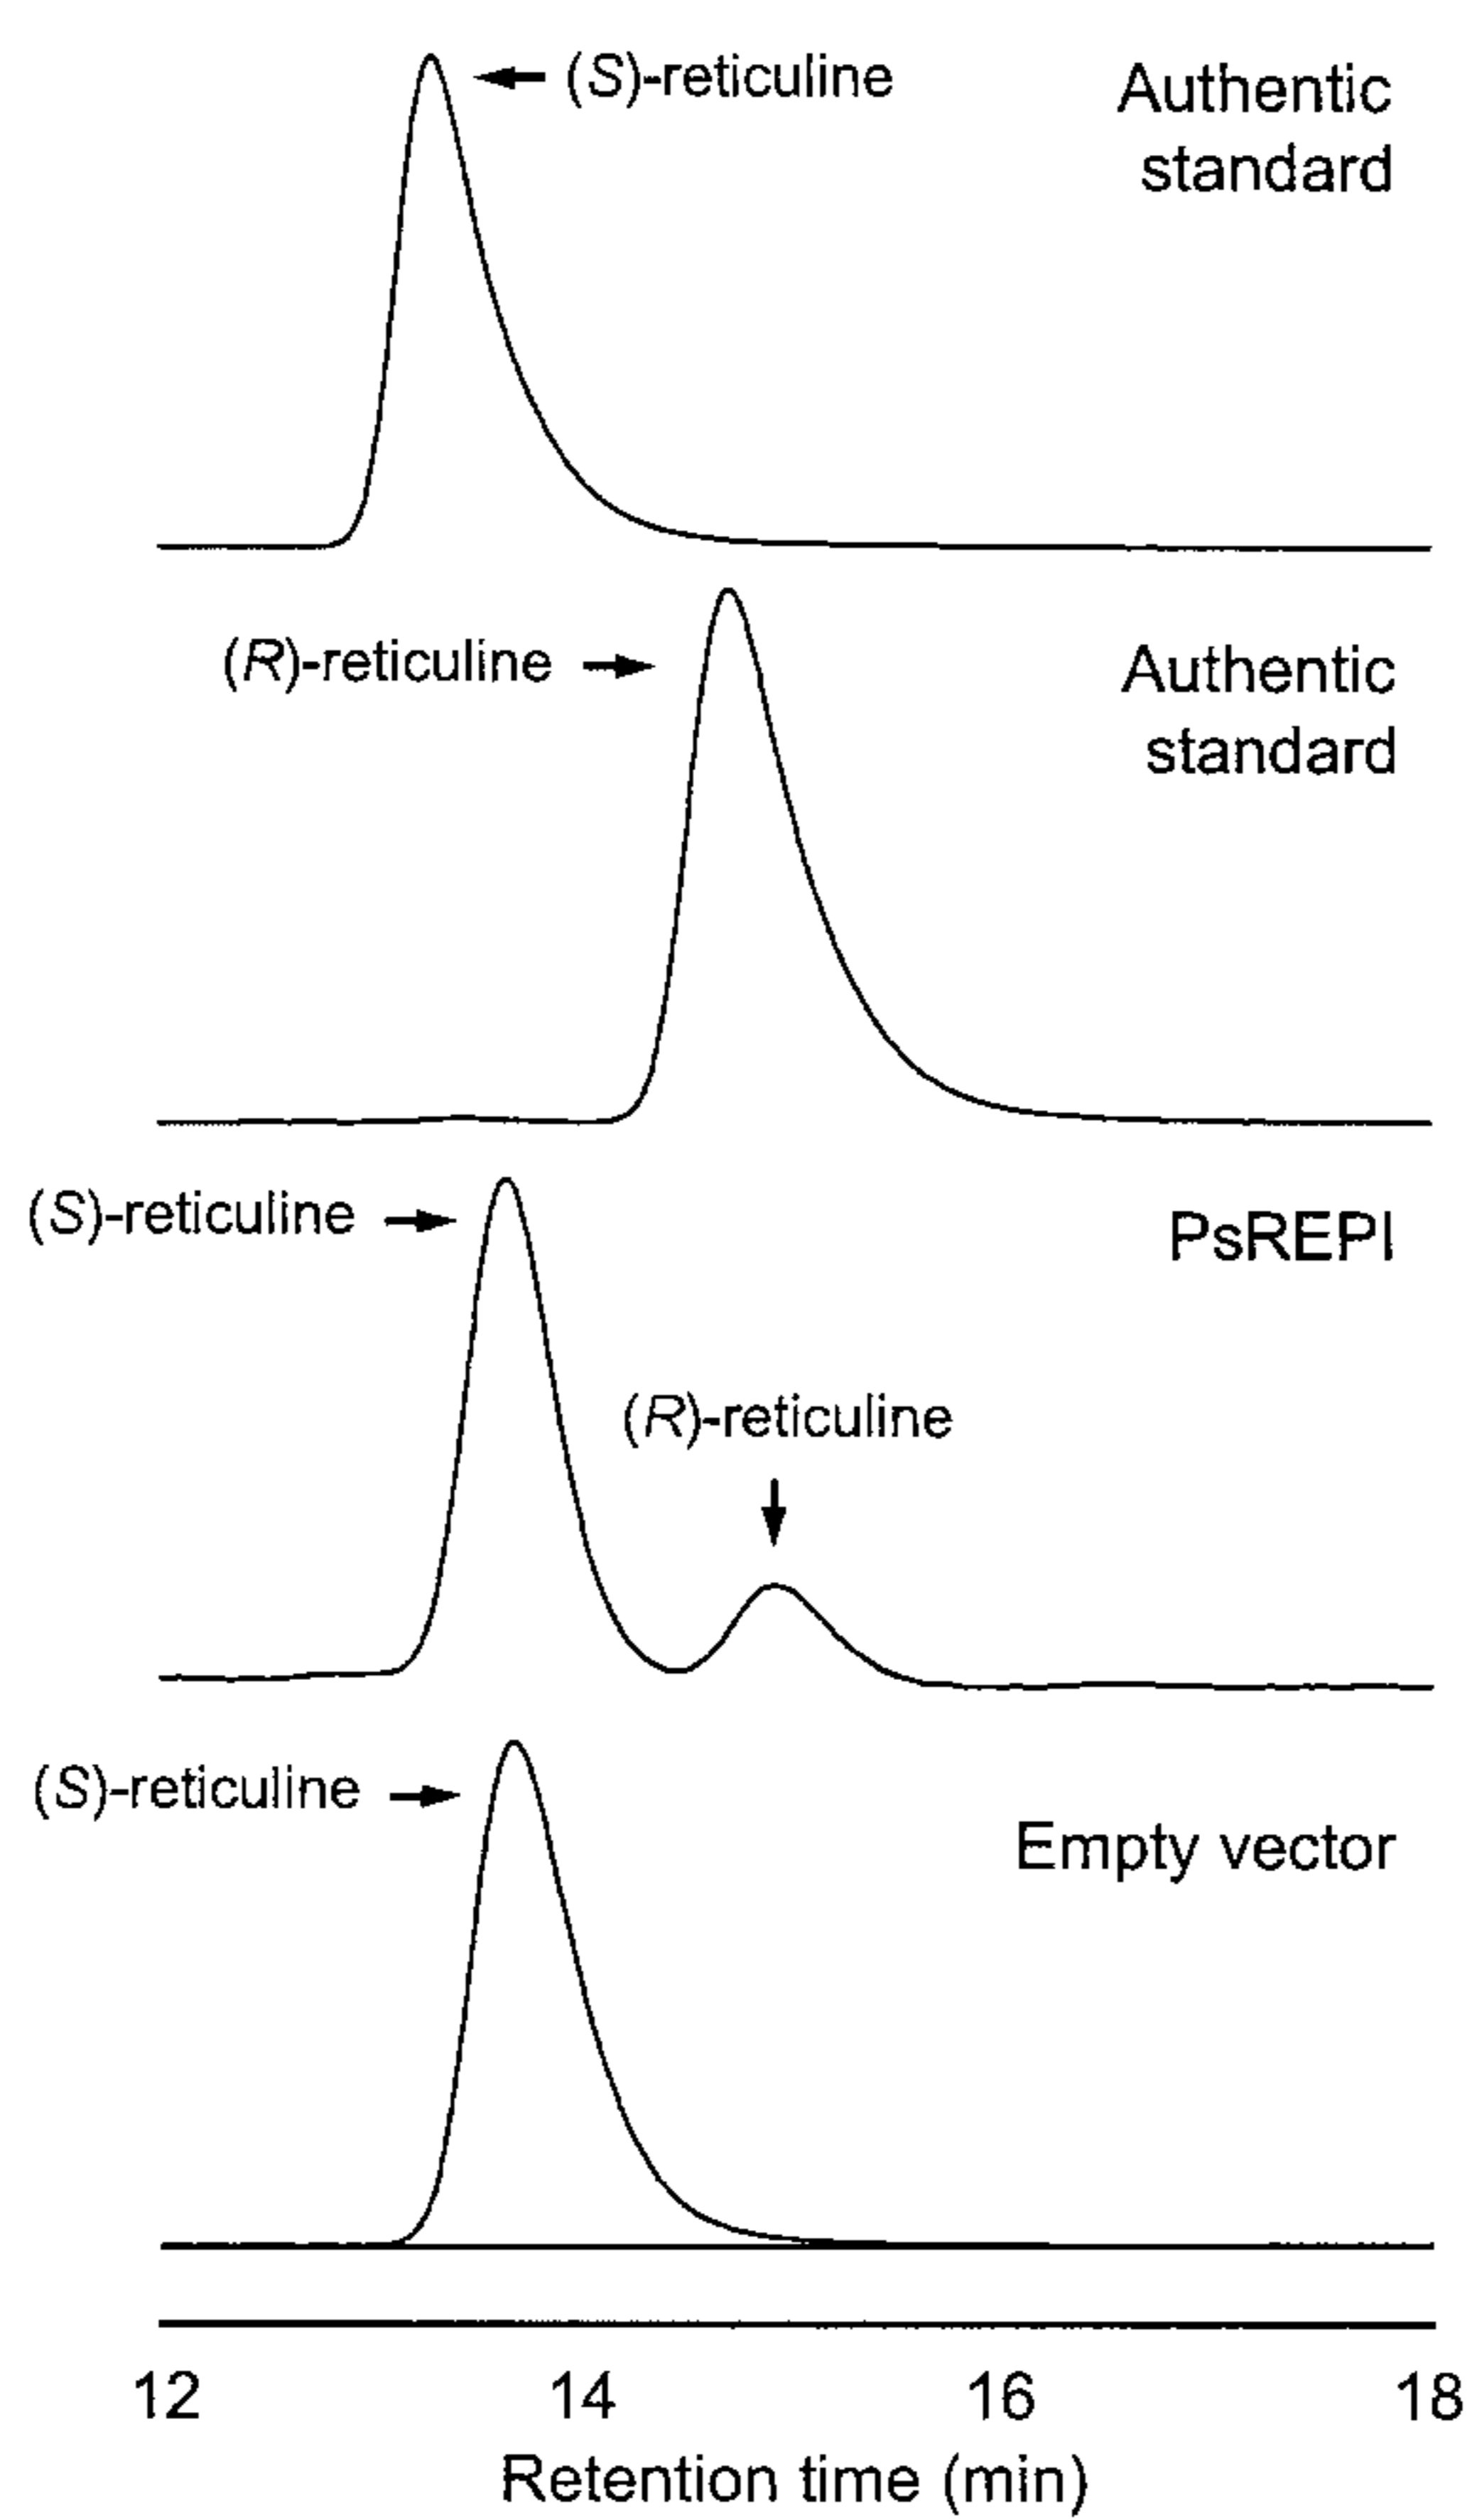 (S)-reticuline
Authentic
standard
(R)-reticuline
Authentic
standard
(S)-reticuline
PsREPI
(R)-reticuline
(S)-reticuline
Empty vector
12 14 16 18
Retention time (min)